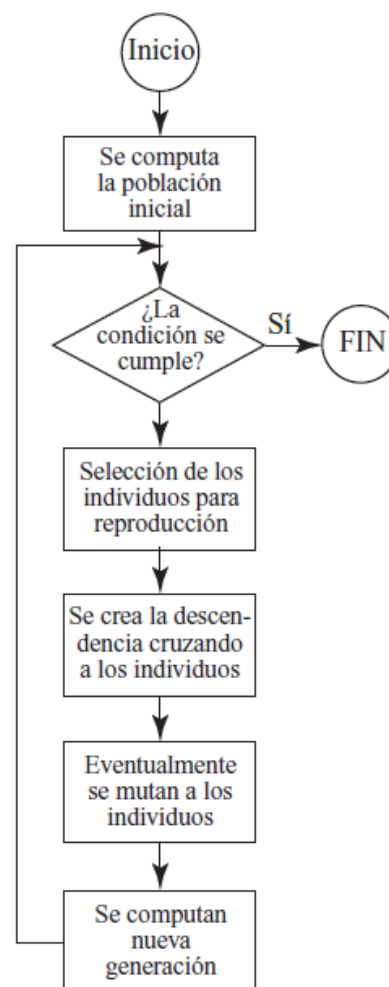 Inicio
Se computa
la población
inicial
¿La
condición se
cumple?
Sí
FIN
Selección de los
individuos para
reproducción
Se crea la descen-
dencia cruzando
a los individuos
Eventualmente
se mutan a los
individuos
Se computan
nueva
generación